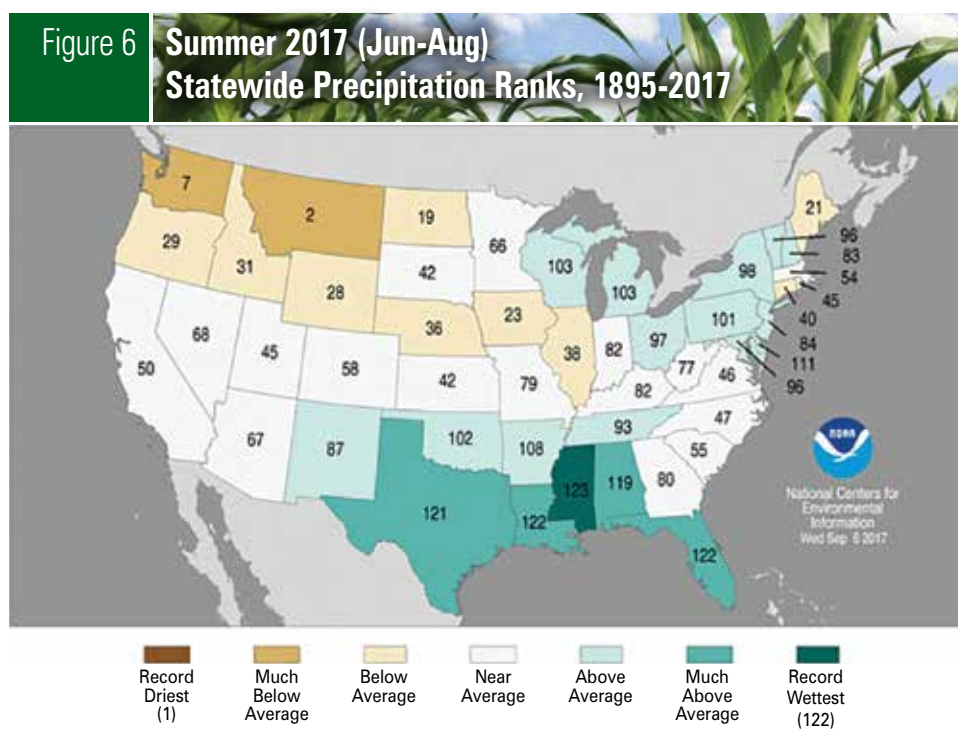 Figure 6
Summer 2017 (Jun-Aug)
Statewide Precipitation Ranks, 1895-2017
7
2
19
66
21
29
31
28
42
103
103
98
96
83
54
45
40
84
111
96
36
23
38
82
97
101
50
68
45
58
42
79
82
77
46
67
87
102
108
93
47
55
121
122
123
119
80
122
NOAA
National Centers for
Environmental
Information
Wed Sep 6 2017
Record
Driest
(1)
Much
Below
Average
Below
Average
Near
Average
Above
Average
Much
Above
Average
Record
Wettest
(122)